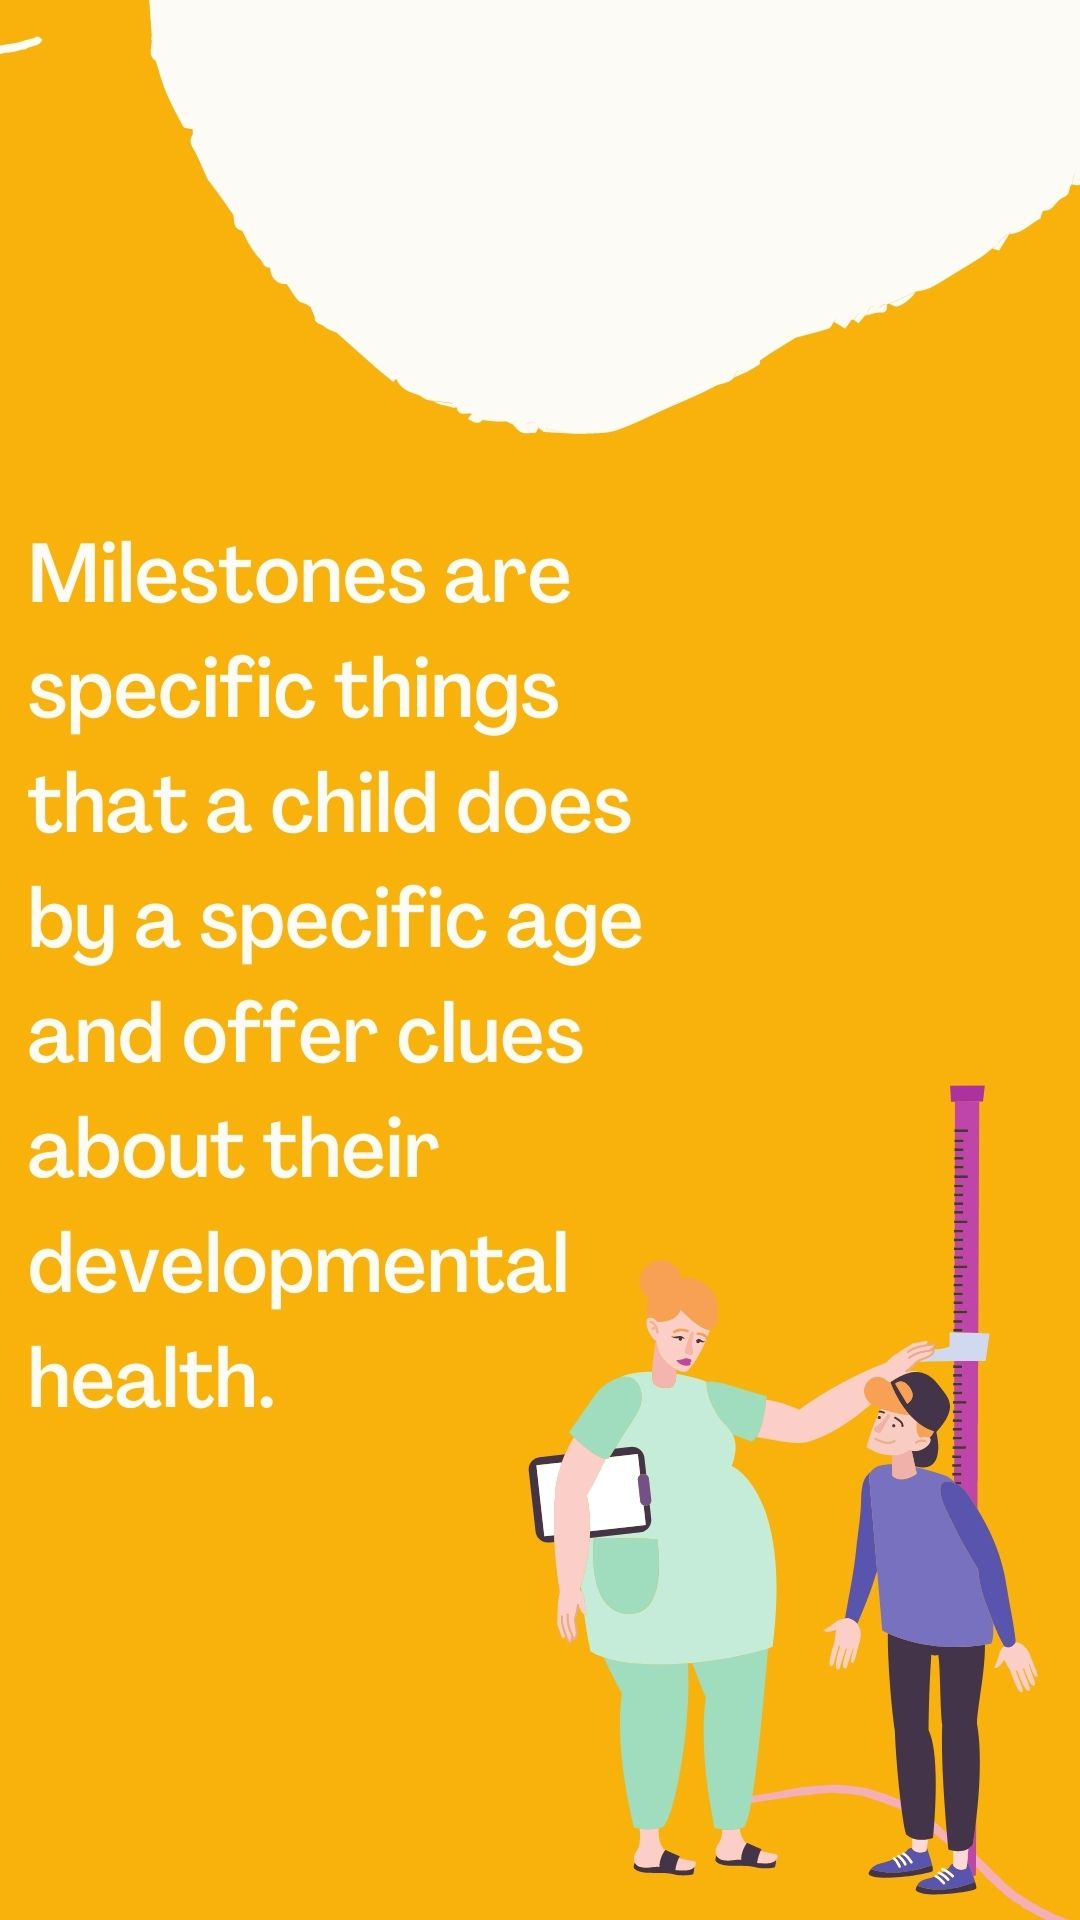 Milestones are
specific things
that a child does
by a specific age
and offer clues
about their
developmental
health.